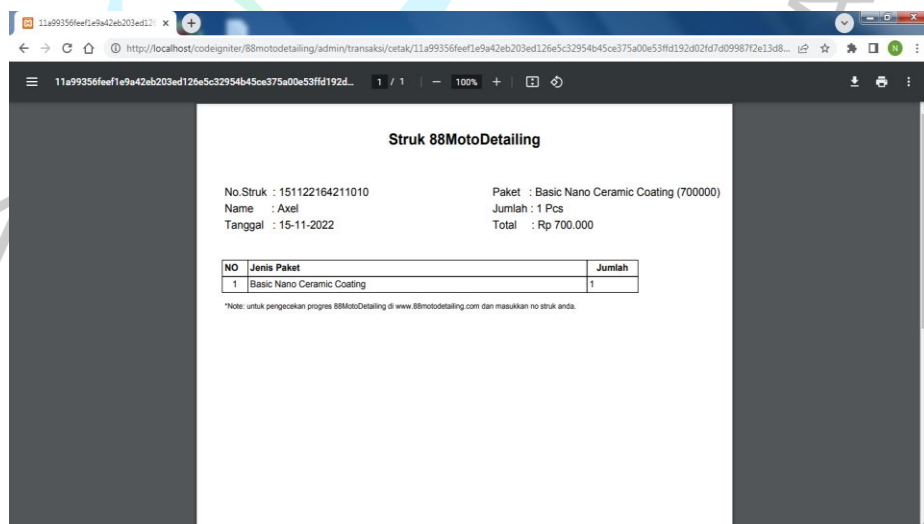 11a99356feef1e9a42eb203ed12
http://localhost/codeigniter/88motodetailing/admin/transaksi/cetak/11a99356feef1e9a42eb203ed126e5c32954b45ce375a00e53ffd192d02fd7d09987f2e13d8...
N
11a99356feef1e9a42eb203ed126e5c32954b45ce375a00e53ffd192d... 1 / 1 100%
Struk 88MotoDetailing
No.Struk : 151122164211010 Paket : Basic Nano Ceramic Coating (700000)
Name : Axel Jumlah : 1 Pcs
Tanggal : 15-11-2022 Total : Rp 700.000
NO Jenis Paket Jumlah
1 Basic Nano Ceramic Coating 1
*Note: untuk pengecekan progres 88MotoDetailing di www.88motodetailing.com dan masukkan no struk anda.